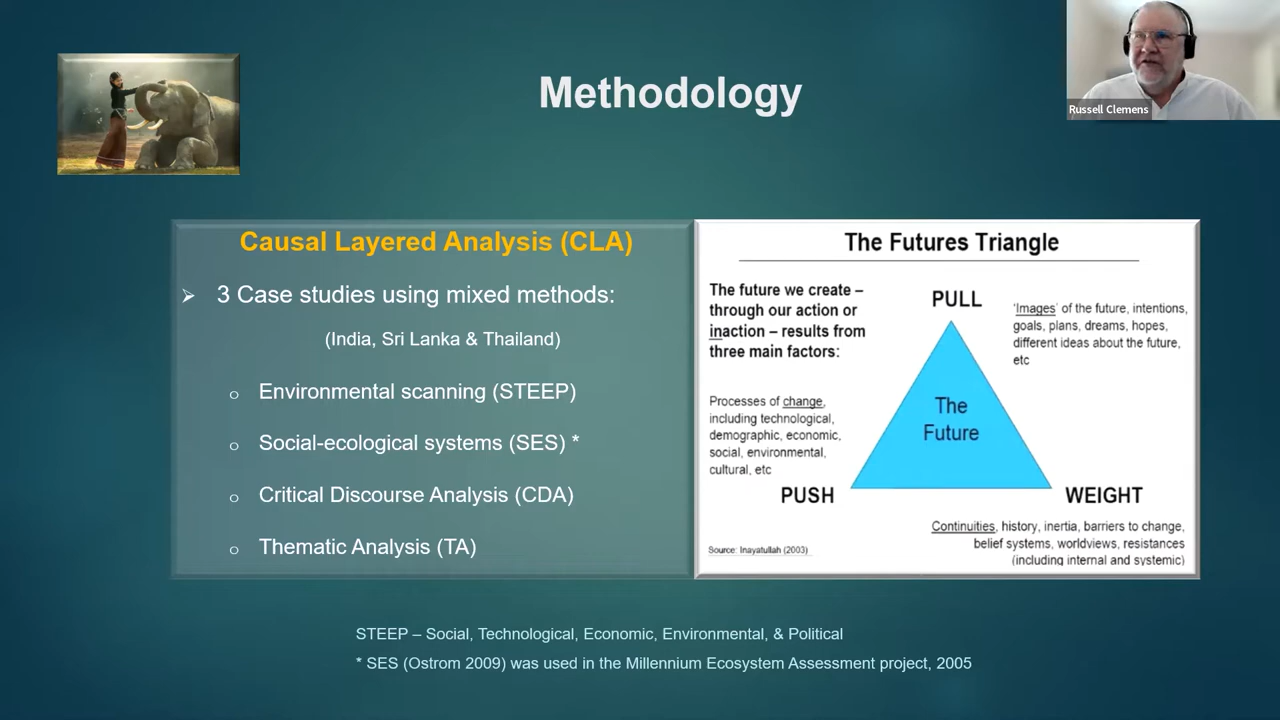 Methodology
Russell Clemens
Causal Layered Analysis (CLA)
3 Case studies using mixed methods:
(India, Sri Lanka & Thailand)
Environmental scanning (STEEP)
Social-ecological systems (SES) *
Critical Discourse Analysis (CDA)
Thematic Analysis (TA)
The Futures Triangle
The future we create –
through our action or
inaction – results from
three main factors:
PULL
‘Images’ of the future, intentions,
goals, plans, dreams, hopes,
different ideas about the future,
etc
The
Future
Processes of change,
including technological,
demographic, economic,
social, environmental,
cultural, etc
PUSH
WEIGHT
Continuities, history, inertia, barriers to change,
belief systems, worldviews, resistances
(including internal and systemic)
Source: Inayatullah (2003)
STEEP – Social, Technological, Economic, Environmental, & Political
* SES (Ostrom 2009) was used in the Millennium Ecosystem Assessment project, 2005